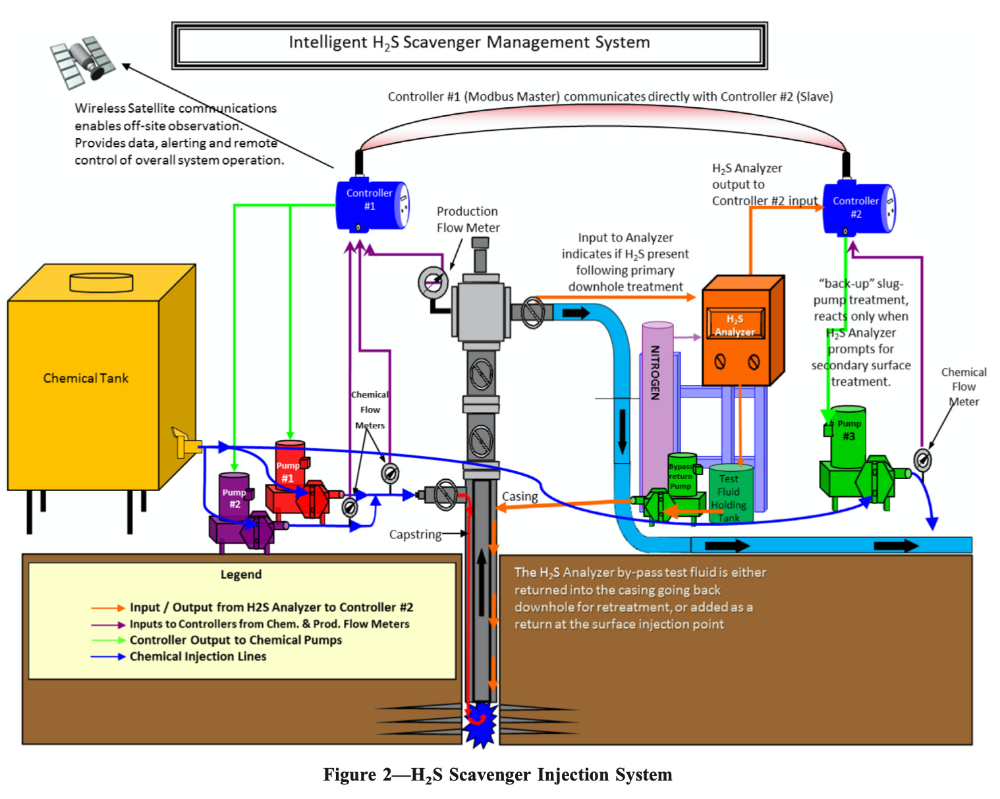 Intelligent H₂S Scavenger Management System
Controller #1 (Modbus Master) communicates directly with Controller #2 (Slave)
Wireless Satellite communications
enables off-site observation.
Provides data, alerting and remote
control of overall system operation.
Controller
#1
Production
Flow Meter
H₂S Analyzer
output to
Controller #2 input
Controller
#2
Input to Analyzer
indicates if H₂S present
following primary
downhole treatment
"back-up" slug-
pump treatment,
reacts only when
H₂S Analyzer
prompts for
secondary surface
treatment.
H₂S
Analyzer
NITROGEN
Chemical Tank
Chemical
Flow
Meters
Chemical
Flow
Meter
Pump
#1
Pump
#2
Pump
#3
Bypass
return
Pump
Test
Fluid
Holding
Tank
Casing
Capstring
Legend
Input / Output from H2S Analyzer to Controller #2
Inputs to Controllers from Chem. & Prod. Flow Meters
Controller Output to Chemical Pumps
Chemical Injection Lines
The H₂S Analyzer by-pass test fluid is either
returned into the casing going back
downhole for retreatment, or added as a
return at the surface injection point
Figure 2—H₂S Scavenger Injection System